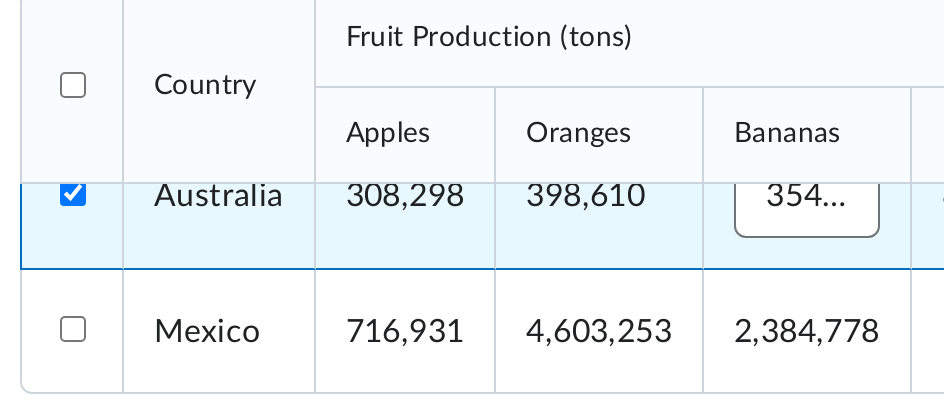 Fruit Production (tons)
Country
Apples Oranges Bananas
Australia 308,298 398,610 354...
Mexico 716,931 4,603,253 2,384,778